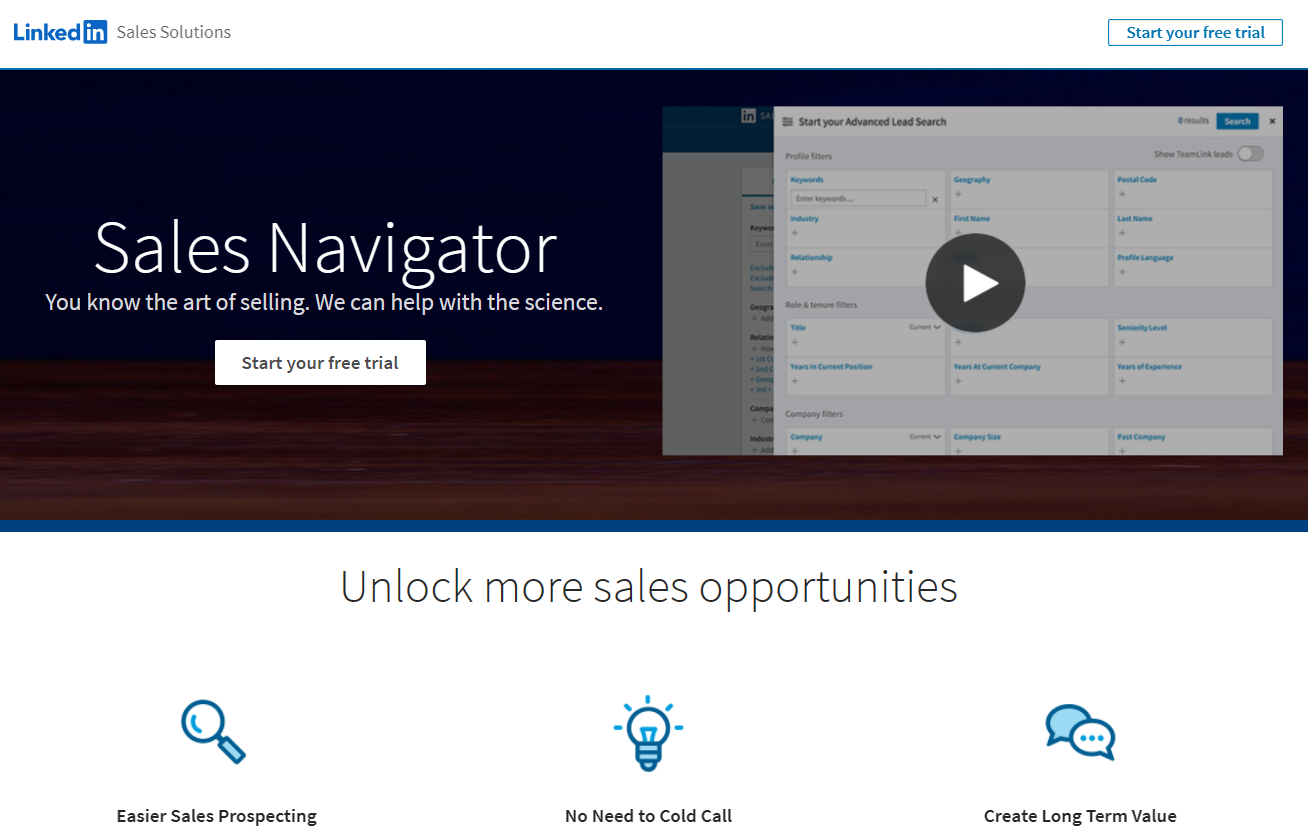 Linkedin Sales Solutions
Start your free trial
Sales Navigator
You know the art of selling. We can help with the science.
Start your free trial
in SA
Start your Advanced Lead Search
0 results
Search
×
Profile filters
Show TeamLink leads
Keywords
Geography
Postal Code
Enter keywords ...
×
+
+
Industry
First Name
Last Name
+
+
+
Relationship
Profile Language
+
+
Role & tenure filters
Title
Current
Seniority Level
+
+
+
Years In Current Position
Years At Current Company
Years of Experience
+
+
+
Company filters
Company
Current
Company Size
Past Company
+
+
+
Unlock more sales opportunities
Easier Sales Prospecting
No Need to Cold Call
Create Long Term Value